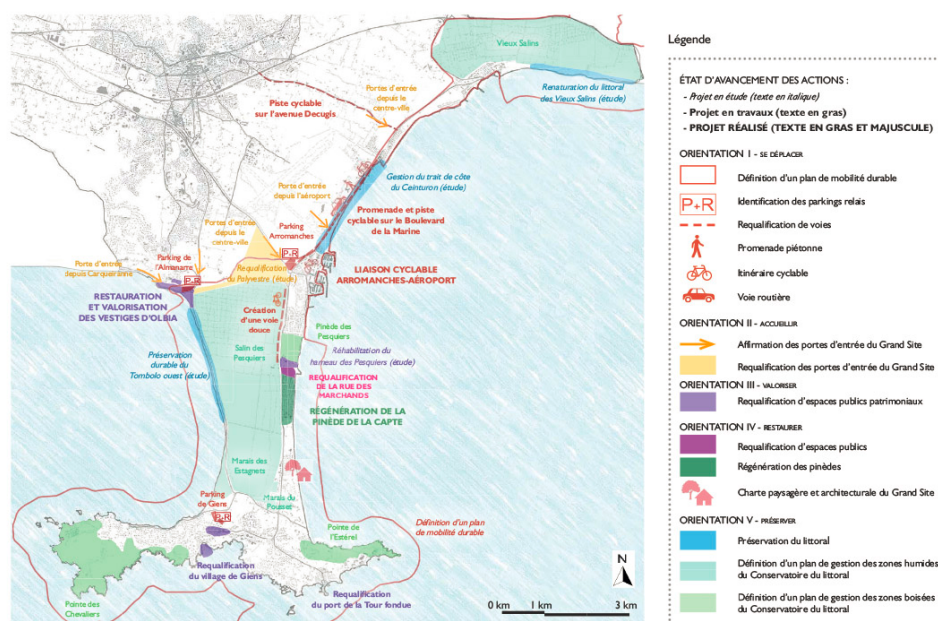 Vieux Salins
Renaturation du littoral
des Vieux Salins (étude)
Portes d'entrée
depuis le
centre-ville
Piste cyclable
sur l'avenue Decugis
Gestion du trait de côte
du Ceinturon (étude)
Porte d'entrée
depuis l'aéroport
Promenade et piste
cyclable sur le Boulevard
de la Marine
Portes d'entrée
depuis le
centre-ville
Parking
Arromanches
P+R
Porte d'entrée
depuis Carqueiranne
Parking de
l'Almanarre
P+R
Requalification
du Polyvestre (étude)
LIAISON CYCLABLE
ARROMANCHES-AÉROPORT
RESTAURATION
ET VALORISATION
DES VESTIGES D'OLBIA
Création
d'une voie
douce
Pinède des
Pesquiers
Salin des
Pesquiers
Préservation
durable du
Tombolo ouest (étude)
Réhabilitation du
hameau des Pesquiers (étude)
REQUALIFICATION
DE LA RUE DES
MARCHANDS
RÉGÉNÉRATION DE LA
PINÈDE DE LA CAPTE
Marais des
Estagnets
Marais du
Pousset
Parking
de Giens
P+R
Pointe de
l'Estérel
Définition d'un plan
de mobilité durable
Requalification
du village de Giens
Requalification
du port de la Tour fondue
Pointe des
Chevaliers
N
0 km 1 km 3 km
Légende
ÉTAT D'AVANCEMENT DES ACTIONS :
- Projet en étude (texte en italique)
- Projet en travaux (texte en gras)
- PROJET RÉALISÉ (TEXTE EN GRAS ET MAJUSCULE)
ORIENTATION I - SE DÉPLACER
Définition d'un plan de mobilité durable
P+R Identification des parkings relais
Requalification de voies
Promenade piétonne
Itinéraire cyclable
Voie routière
ORIENTATION II - ACCUEILLIR
Affirmation des portes d'entrée du Grand Site
Requalification des portes d'entrée du Grand Site
ORIENTATION III - VALORISER
Requalification d'espaces publics patrimoniaux
ORIENTATION IV - RESTAURER
Requalification d'espaces publics
Régénération des pinèdes
Charte paysagère et architecturale du Grand Site
ORIENTATION V - PRÉSERVER
Préservation du littoral
Définition d'un plan de gestion des zones humides
du Conservatoire du littoral
Définition d'un plan de gestion des zones boisées
du Conservatoire du littoral